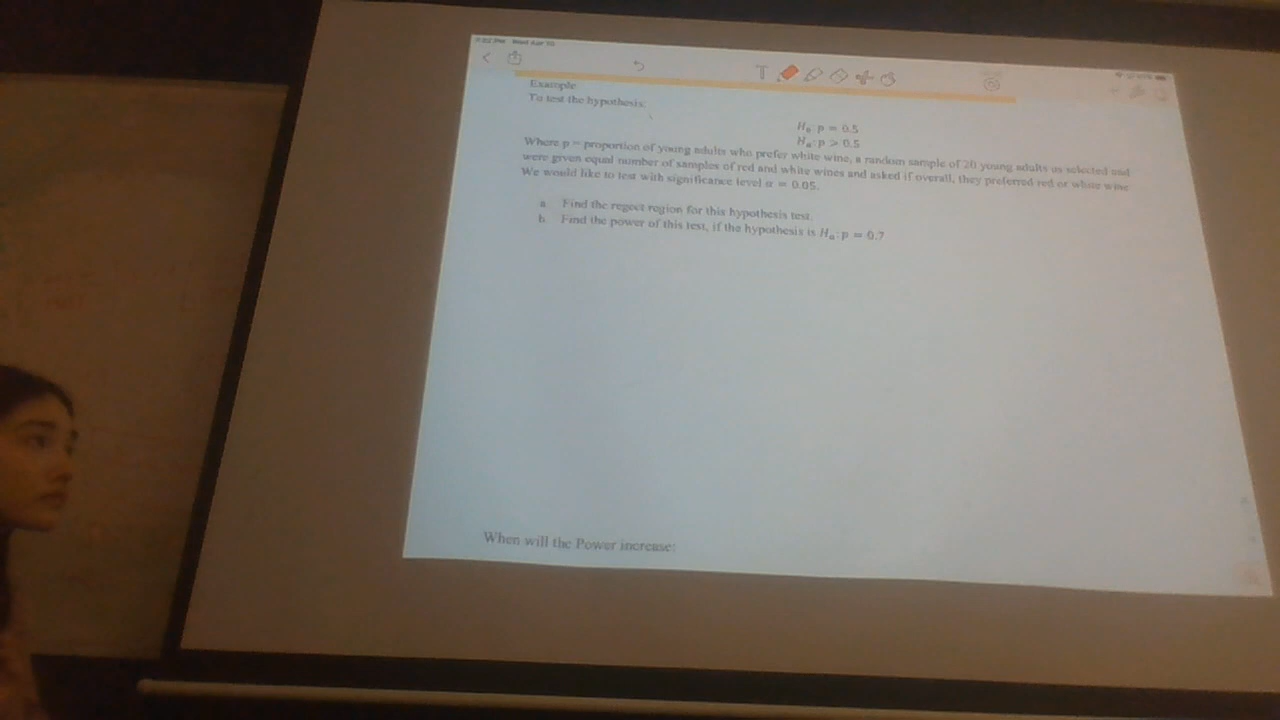 Example
To test the hypothesis:
H₀: p = 0.5
Hₐ: p > 0.5
Where p = proportion of young adults who prefer white wine, a random sample of 20 young adults us selected and
were given equal number of samples of red and white wines and asked if overall, they preferred red or white wine
We would like to test with significance level α = 0.05.
a. Find the regect region for this hypothesis test.
b. Find the power of this test, if the hypothesis is Hₐ: p = 0.7
When will the Power increase: